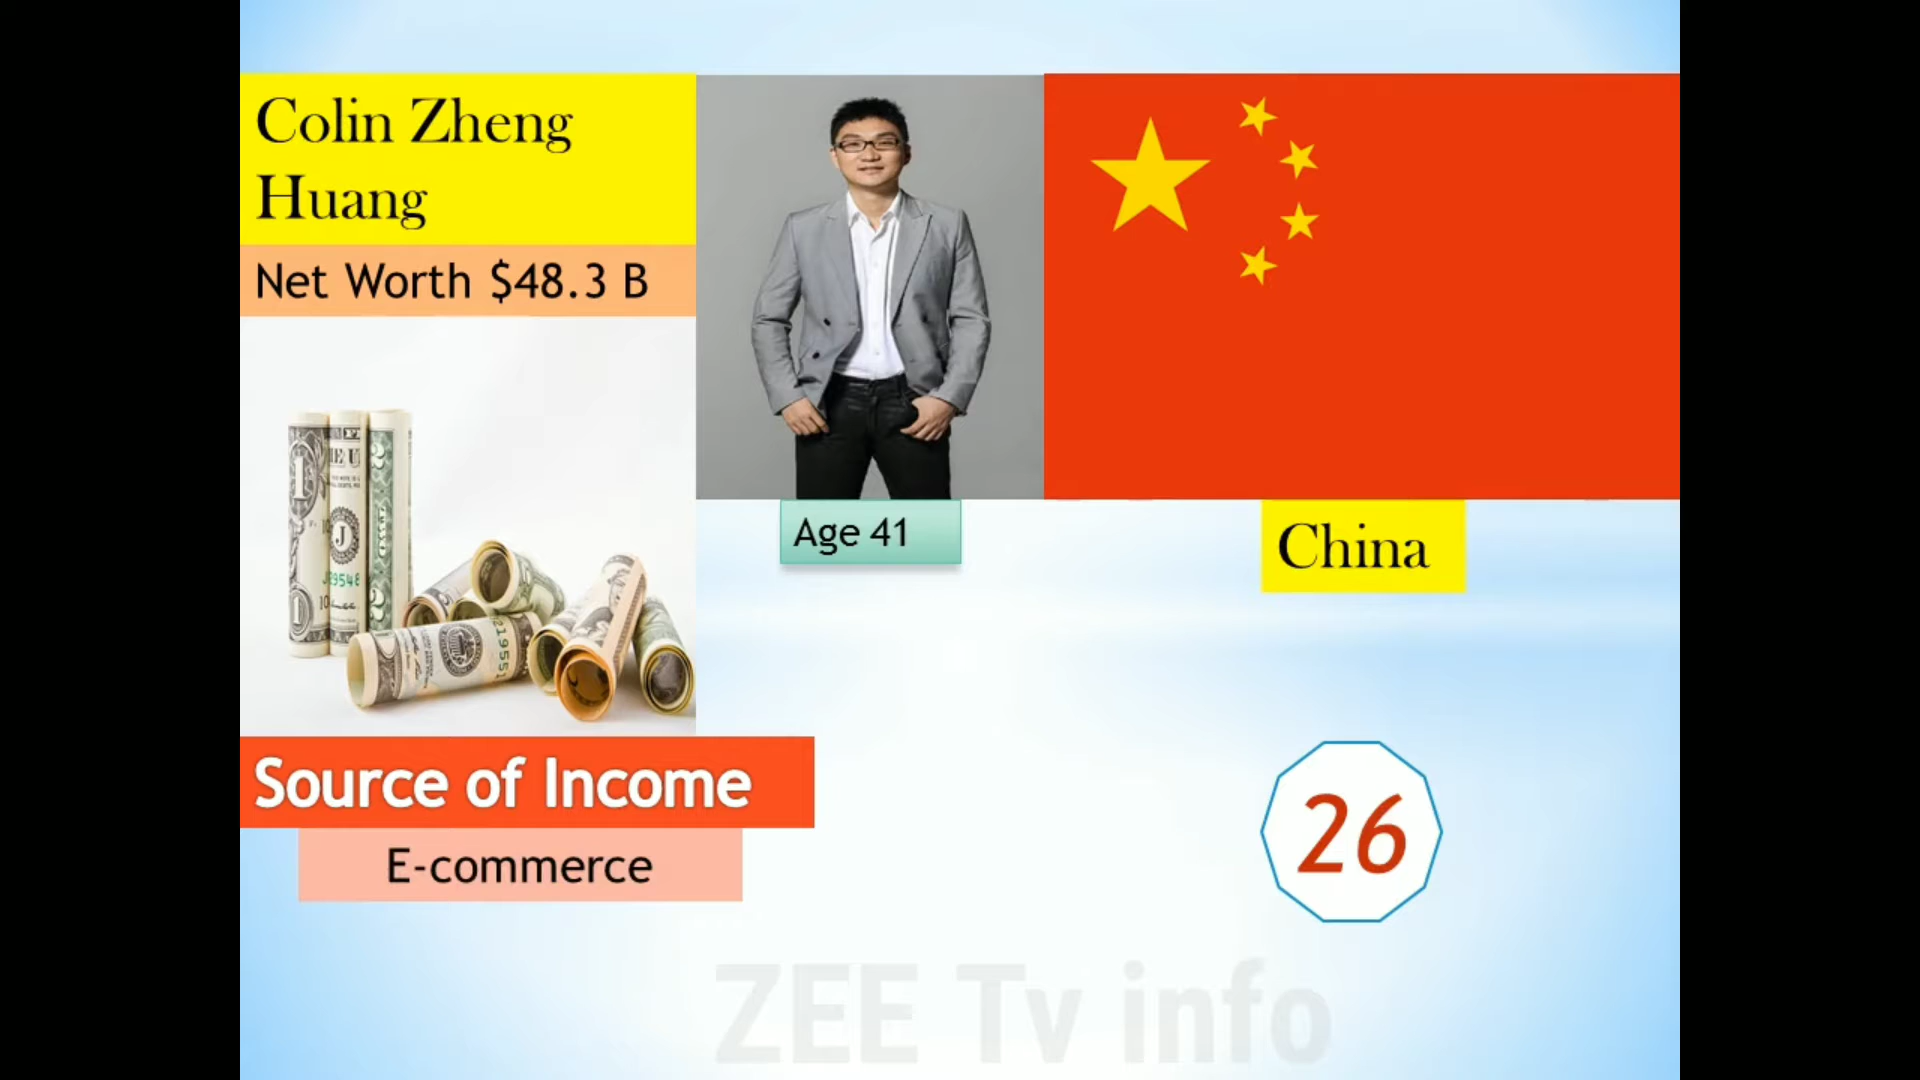 Colin Zheng
Huang
Net Worth $48.3 B
Age 41
China
Source of Income
E-commerce
26
ZEE Tv info